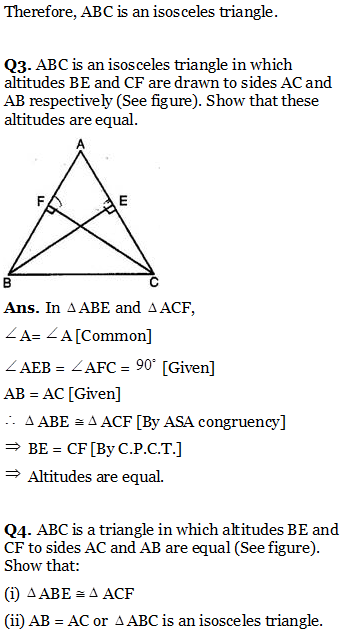 Therefore, ABC is an isosceles triangle.
Q3. ABC is an isosceles triangle in which
altitudes BE and CF are drawn to sides AC and
AB respectively (See figure). Show that these
altitudes are equal.
A
F E
B C
Ans. In △ABE and △ACF,
∠A= ∠A [Common]
∠AEB = ∠AFC = 90° [Given]
AB = AC [Given]
∴ △ABE ≅ △ACF [By ASA congruency]
⇒ BE = CF [By C.P.C.T.]
⇒ Altitudes are equal.
Q4. ABC is a triangle in which altitudes BE and
CF to sides AC and AB are equal (See figure).
Show that:
(i) △ABE ≅ △ACF
(ii) AB = AC or △ABC is an isosceles triangle.